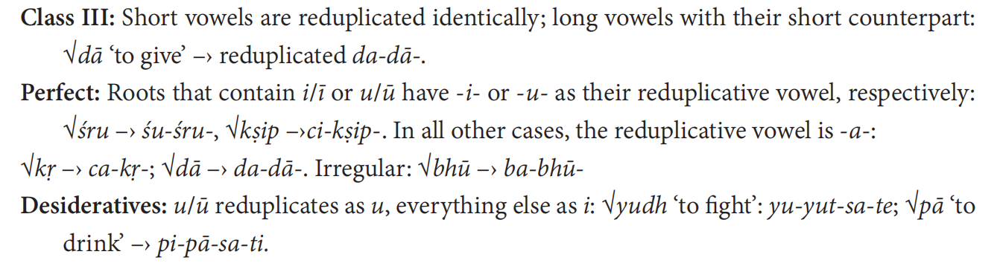 Class III: Short vowels are reduplicated identically; long vowels with their short counterpart:
√dā ‘to give’ –› reduplicated da-dā-.
Perfect: Roots that contain i/ī or u/ū have -i- or -u- as their reduplicative vowel, respectively:
√śru –› śu-śru-, √kṣip –›ci-kṣip-. In all other cases, the reduplicative vowel is -a-:
√kṛ –› ca-kṛ-; √dā –› da-dā-. Irregular: √bhū –› ba-bhū-
Desideratives: u/ū reduplicates as u, everything else as i: √yudh ‘to fight’: yu-yut-sa-te; √pā ‘to
drink’ –› pi-pā-sa-ti.